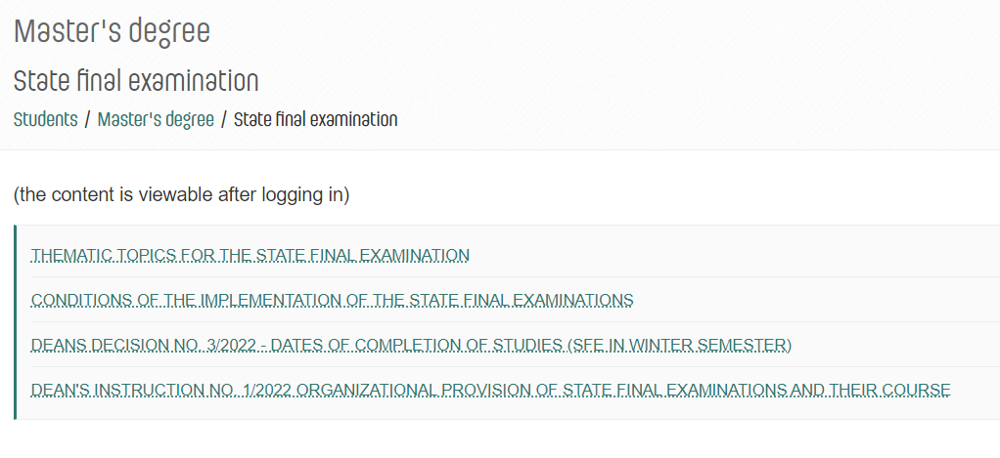 Master's degree
State final examination
Students / Master's degree / State final examination
(the content is viewable after logging in)
THEMATIC TOPICS FOR THE STATE FINAL EXAMINATION
CONDITIONS OF THE IMPLEMENTATION OF THE STATE FINAL EXAMINATIONS
DEANS DECISION NO. 3/2022 - DATES OF COMPLETION OF STUDIES (SFE IN WINTER SEMESTER)
DEAN'S INSTRUCTION NO. 1/2022 ORGANIZATIONAL PROVISION OF STATE FINAL EXAMINATIONS AND THEIR COURSE